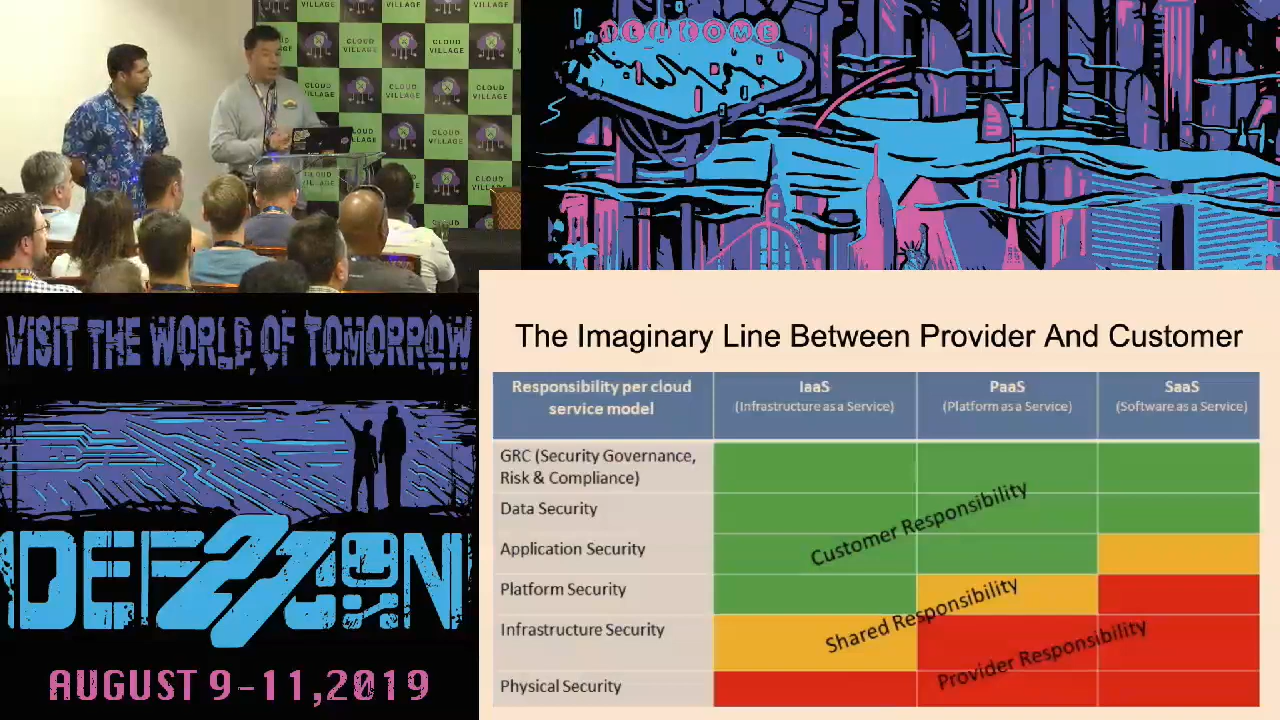 CLOUD VILLAGE
WELCOME
VISIT THE WORLD OF TOMORROW
DEF27CON
AUGUST 9-11,2019
The Imaginary Line Between Provider And Customer
Responsibility per cloud service model
IaaS
(Infrastructure as a Service)
PaaS
(Platform as a Service)
SaaS
(Software as a Service)
GRC (Security Governance,
Risk & Compliance)
Data Security
Application Security
Platform Security
Infrastructure Security
Physical Security
Customer Responsibility
Shared Responsibility
Provider Responsibility